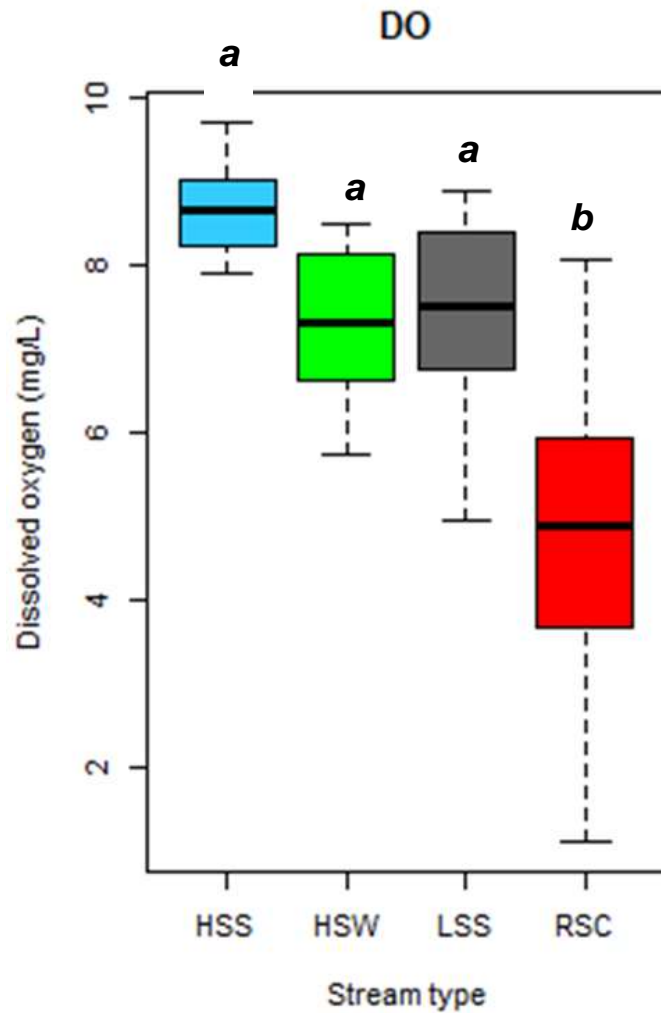 DO
a
a
a
b
10
8
6
4
2
Dissolved oxygen (mg/L)
HSS HSW LSS RSC
Stream type